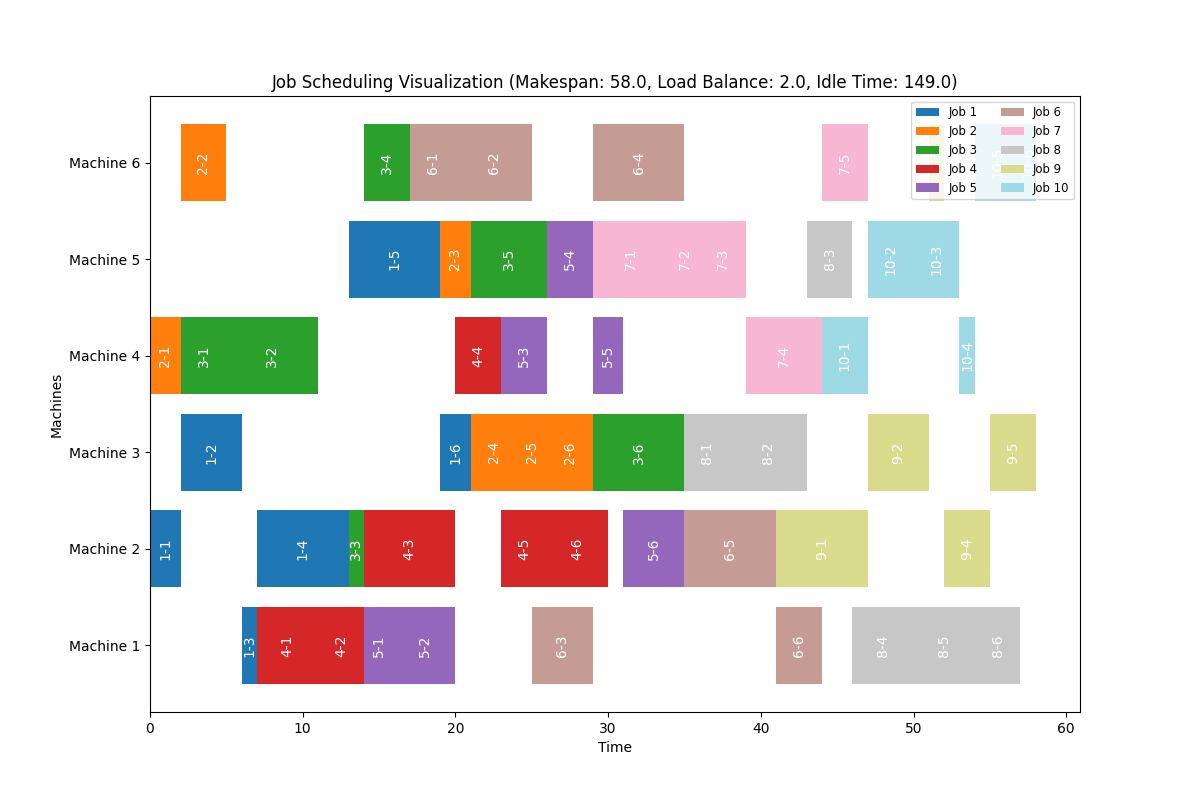 Job Scheduling Visualization (Makespan: 58.0, Load Balance: 2.0, Idle Time: 149.0)
Job 1 Job 6
Job 2 Job 7
Job 3 Job 8
Job 4 Job 9
Job 5 Job 10
Machine 6 2-2 3-4 6-1 6-2 6-4 7-5
Machine 5 1-5 2-3 3-5 5-4 7-1 7-2 7-3 8-3 10-2 10-3
Machine 4 2-1 3-1 3-2 4-4 5-3 5-5 7-4 10-1 10-4
Machines
Machine 3 1-2 1-6 2-4 2-5 2-6 3-6 8-1 8-2 9-2 9-5
Machine 2 1-1 1-4 3-3 4-3 4-5 4-6 5-6 6-5 9-1 9-4
Machine 1 1-3 4-1 4-2 5-1 5-2 6-3 6-6 8-4 8-5 8-6
0 10 20 30 40 50 60
Time